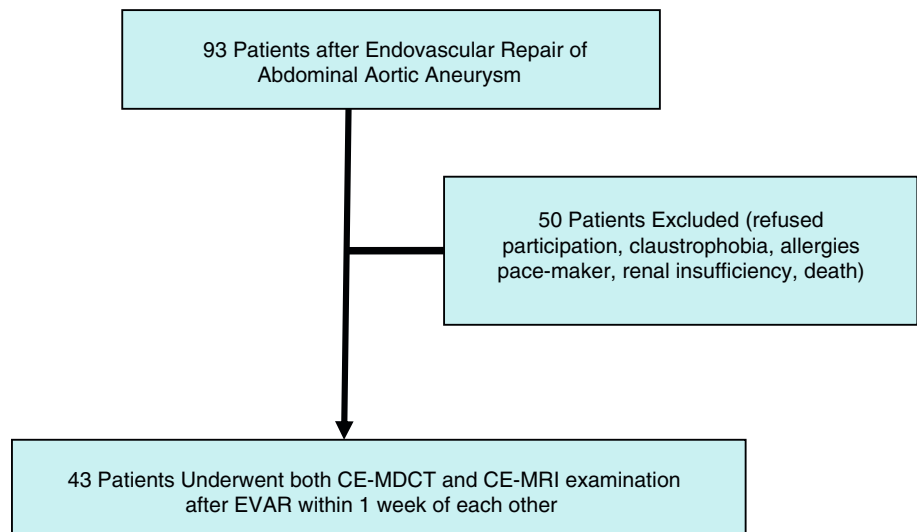 93 Patients after Endovascular Repair of
Abdominal Aortic Aneurysm
50 Patients Excluded (refused
participation, claustrophobia, allergies
pace-maker, renal insufficiency, death)
43 Patients Underwent both CE-MDCT and CE-MRI examination
after EVAR within 1 week of each other